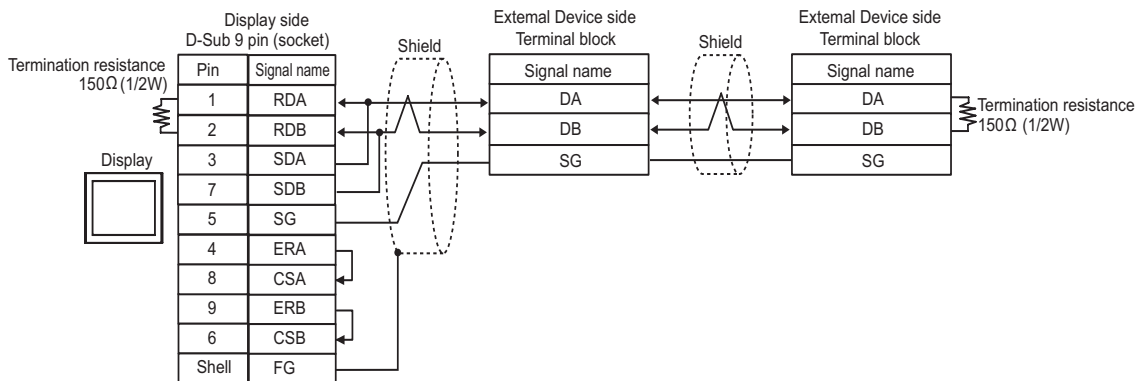 Display side
D-Sub 9 pin (socket)
External Device side
Terminal block
External Device side
Terminal block
Shield
Shield
Termination resistance
150Ω (1/2W)
Pin Signal name
Signal name
Signal name
1 RDA
DA
DA
2 RDB
DB
DB
Termination resistance
150Ω (1/2W)
3 SDA
SG
SG
Display
7 SDB
5 SG
4 ERA
8 CSA
9 ERB
6 CSB
Shell FG